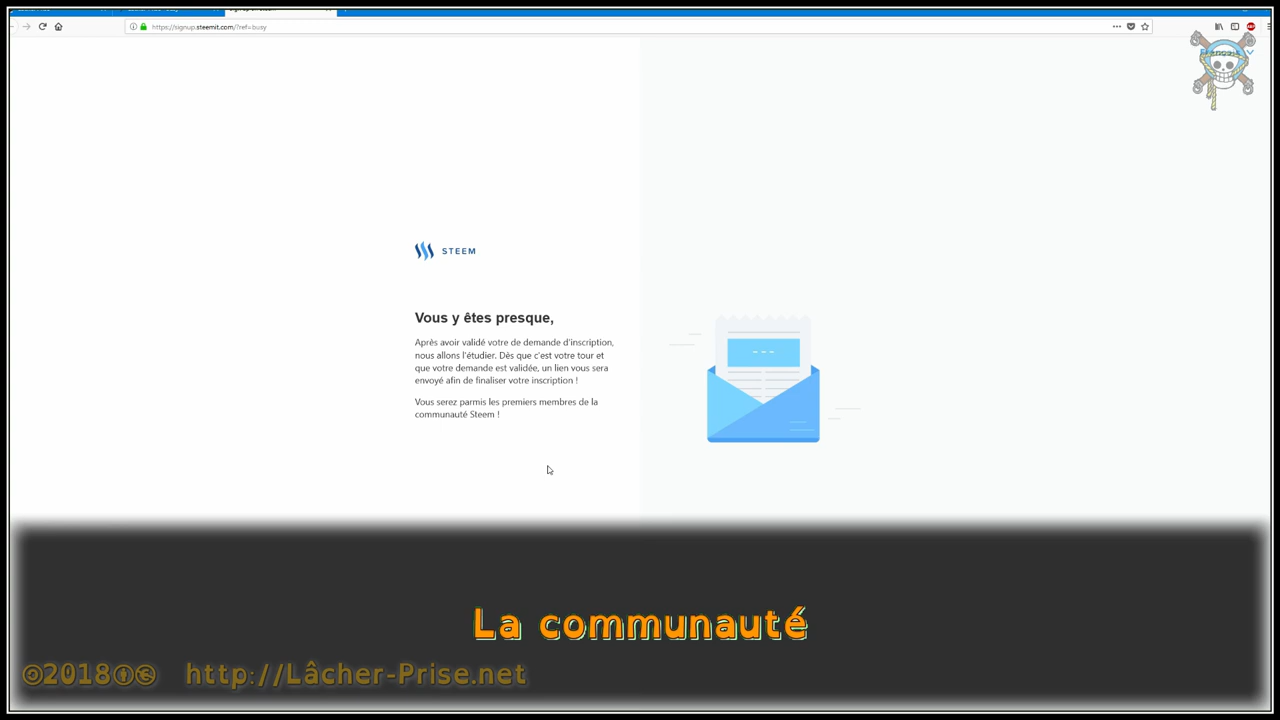 https://signup.steemit.com/?ref=busy
STEEM
Vous y êtes presque,
Après avoir validé votre de demande d'inscription,
nous allons l'étudier. Dès que c'est votre tour et
que votre demande est validée, un lien vous sera
envoyé afin de finaliser votre inscription !
Vous serez parmis les premiers membres de la
communauté Steem !
La communauté
©2018 http://Lâcher-Prise.net